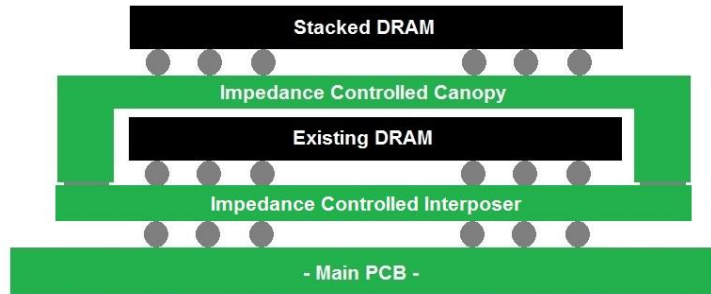 Stacked DRAM
Impedance Controlled Canopy
Existing DRAM
Impedance Controlled Interposer
- Main PCB -